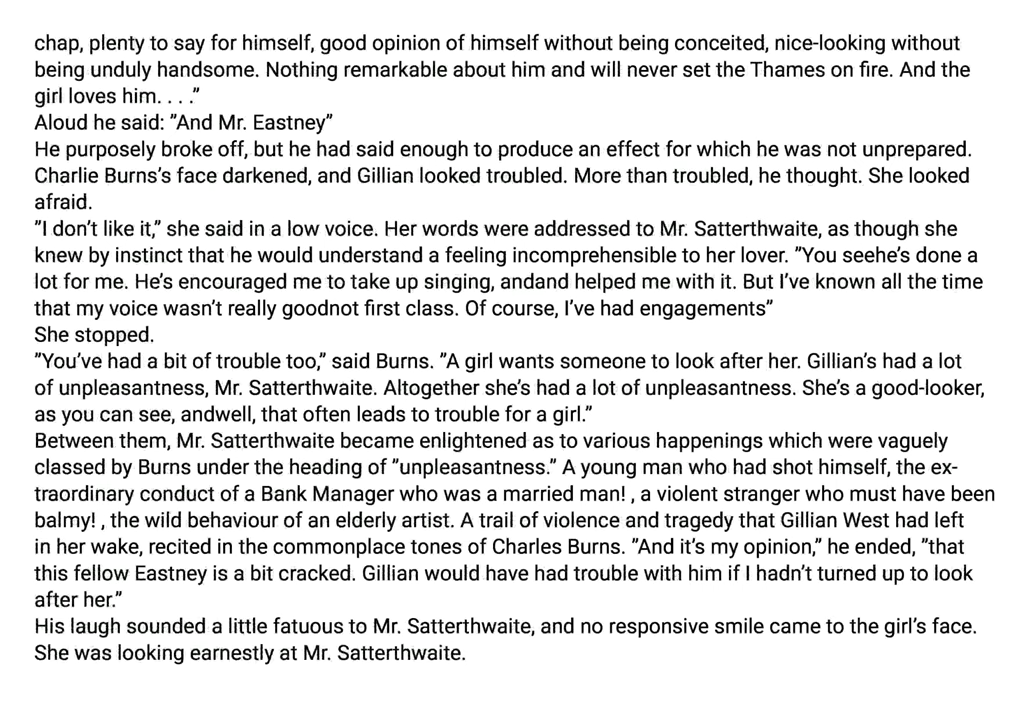 chap, plenty to say for himself, good opinion of himself without being conceited, nice-looking without
being unduly handsome. Nothing remarkable about him and will never set the Thames on fire. And the
girl loves him. . . .”
Aloud he said: ”And Mr. Eastney”
He purposely broke off, but he had said enough to produce an effect for which he was not unprepared.
Charlie Burns’s face darkened, and Gillian looked troubled. More than troubled, he thought. She looked
afraid.
”I don’t like it,” she said in a low voice. Her words were addressed to Mr. Satterthwaite, as though she
knew by instinct that he would understand a feeling incomprehensible to her lover. ”You seehe’s done a
lot for me. He’s encouraged me to take up singing, andand helped me with it. But I’ve known all the time
that my voice wasn’t really goodnot first class. Of course, I’ve had engagements”
She stopped.
”You’ve had a bit of trouble too,” said Burns. ”A girl wants someone to look after her. Gillian’s had a lot
of unpleasantness, Mr. Satterthwaite. Altogether she’s had a lot of unpleasantness. She’s a good-looker,
as you can see, andwell, that often leads to trouble for a girl.”
Between them, Mr. Satterthwaite became enlightened as to various happenings which were vaguely
classed by Burns under the heading of ”unpleasantness.” A young man who had shot himself, the ex-
traordinary conduct of a Bank Manager who was a married man! , a violent stranger who must have been
balmy! , the wild behaviour of an elderly artist. A trail of violence and tragedy that Gillian West had left
in her wake, recited in the commonplace tones of Charles Burns. ”And it’s my opinion,” he ended, ”that
this fellow Eastney is a bit cracked. Gillian would have had trouble with him if I hadn’t turned up to look
after her.”
His laugh sounded a little fatuous to Mr. Satterthwaite, and no responsive smile came to the girl’s face.
She was looking earnestly at Mr. Satterthwaite.